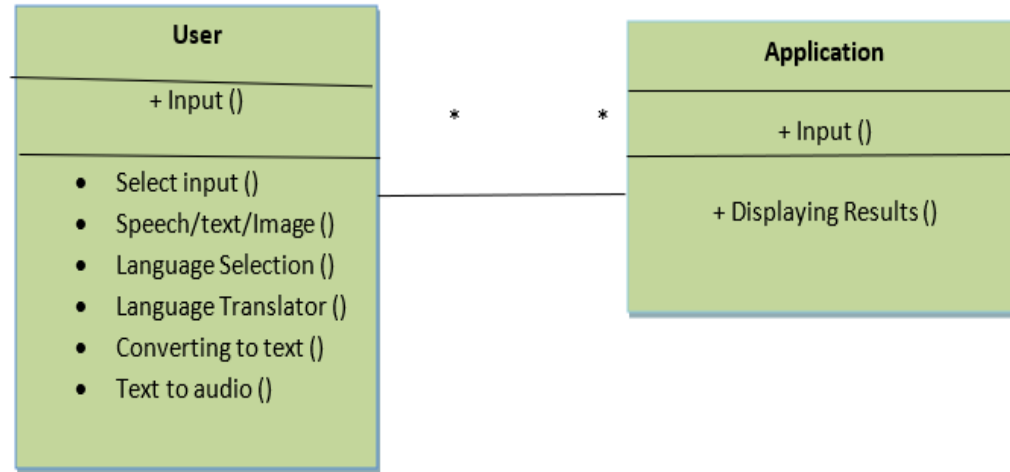 User
+ Input ()
• Select input ()
• Speech/text/Image ()
• Language Selection ()
• Language Translator ()
• Converting to text ()
• Text to audio ()
* *
Application
+ Input ()
+ Displaying Results ()